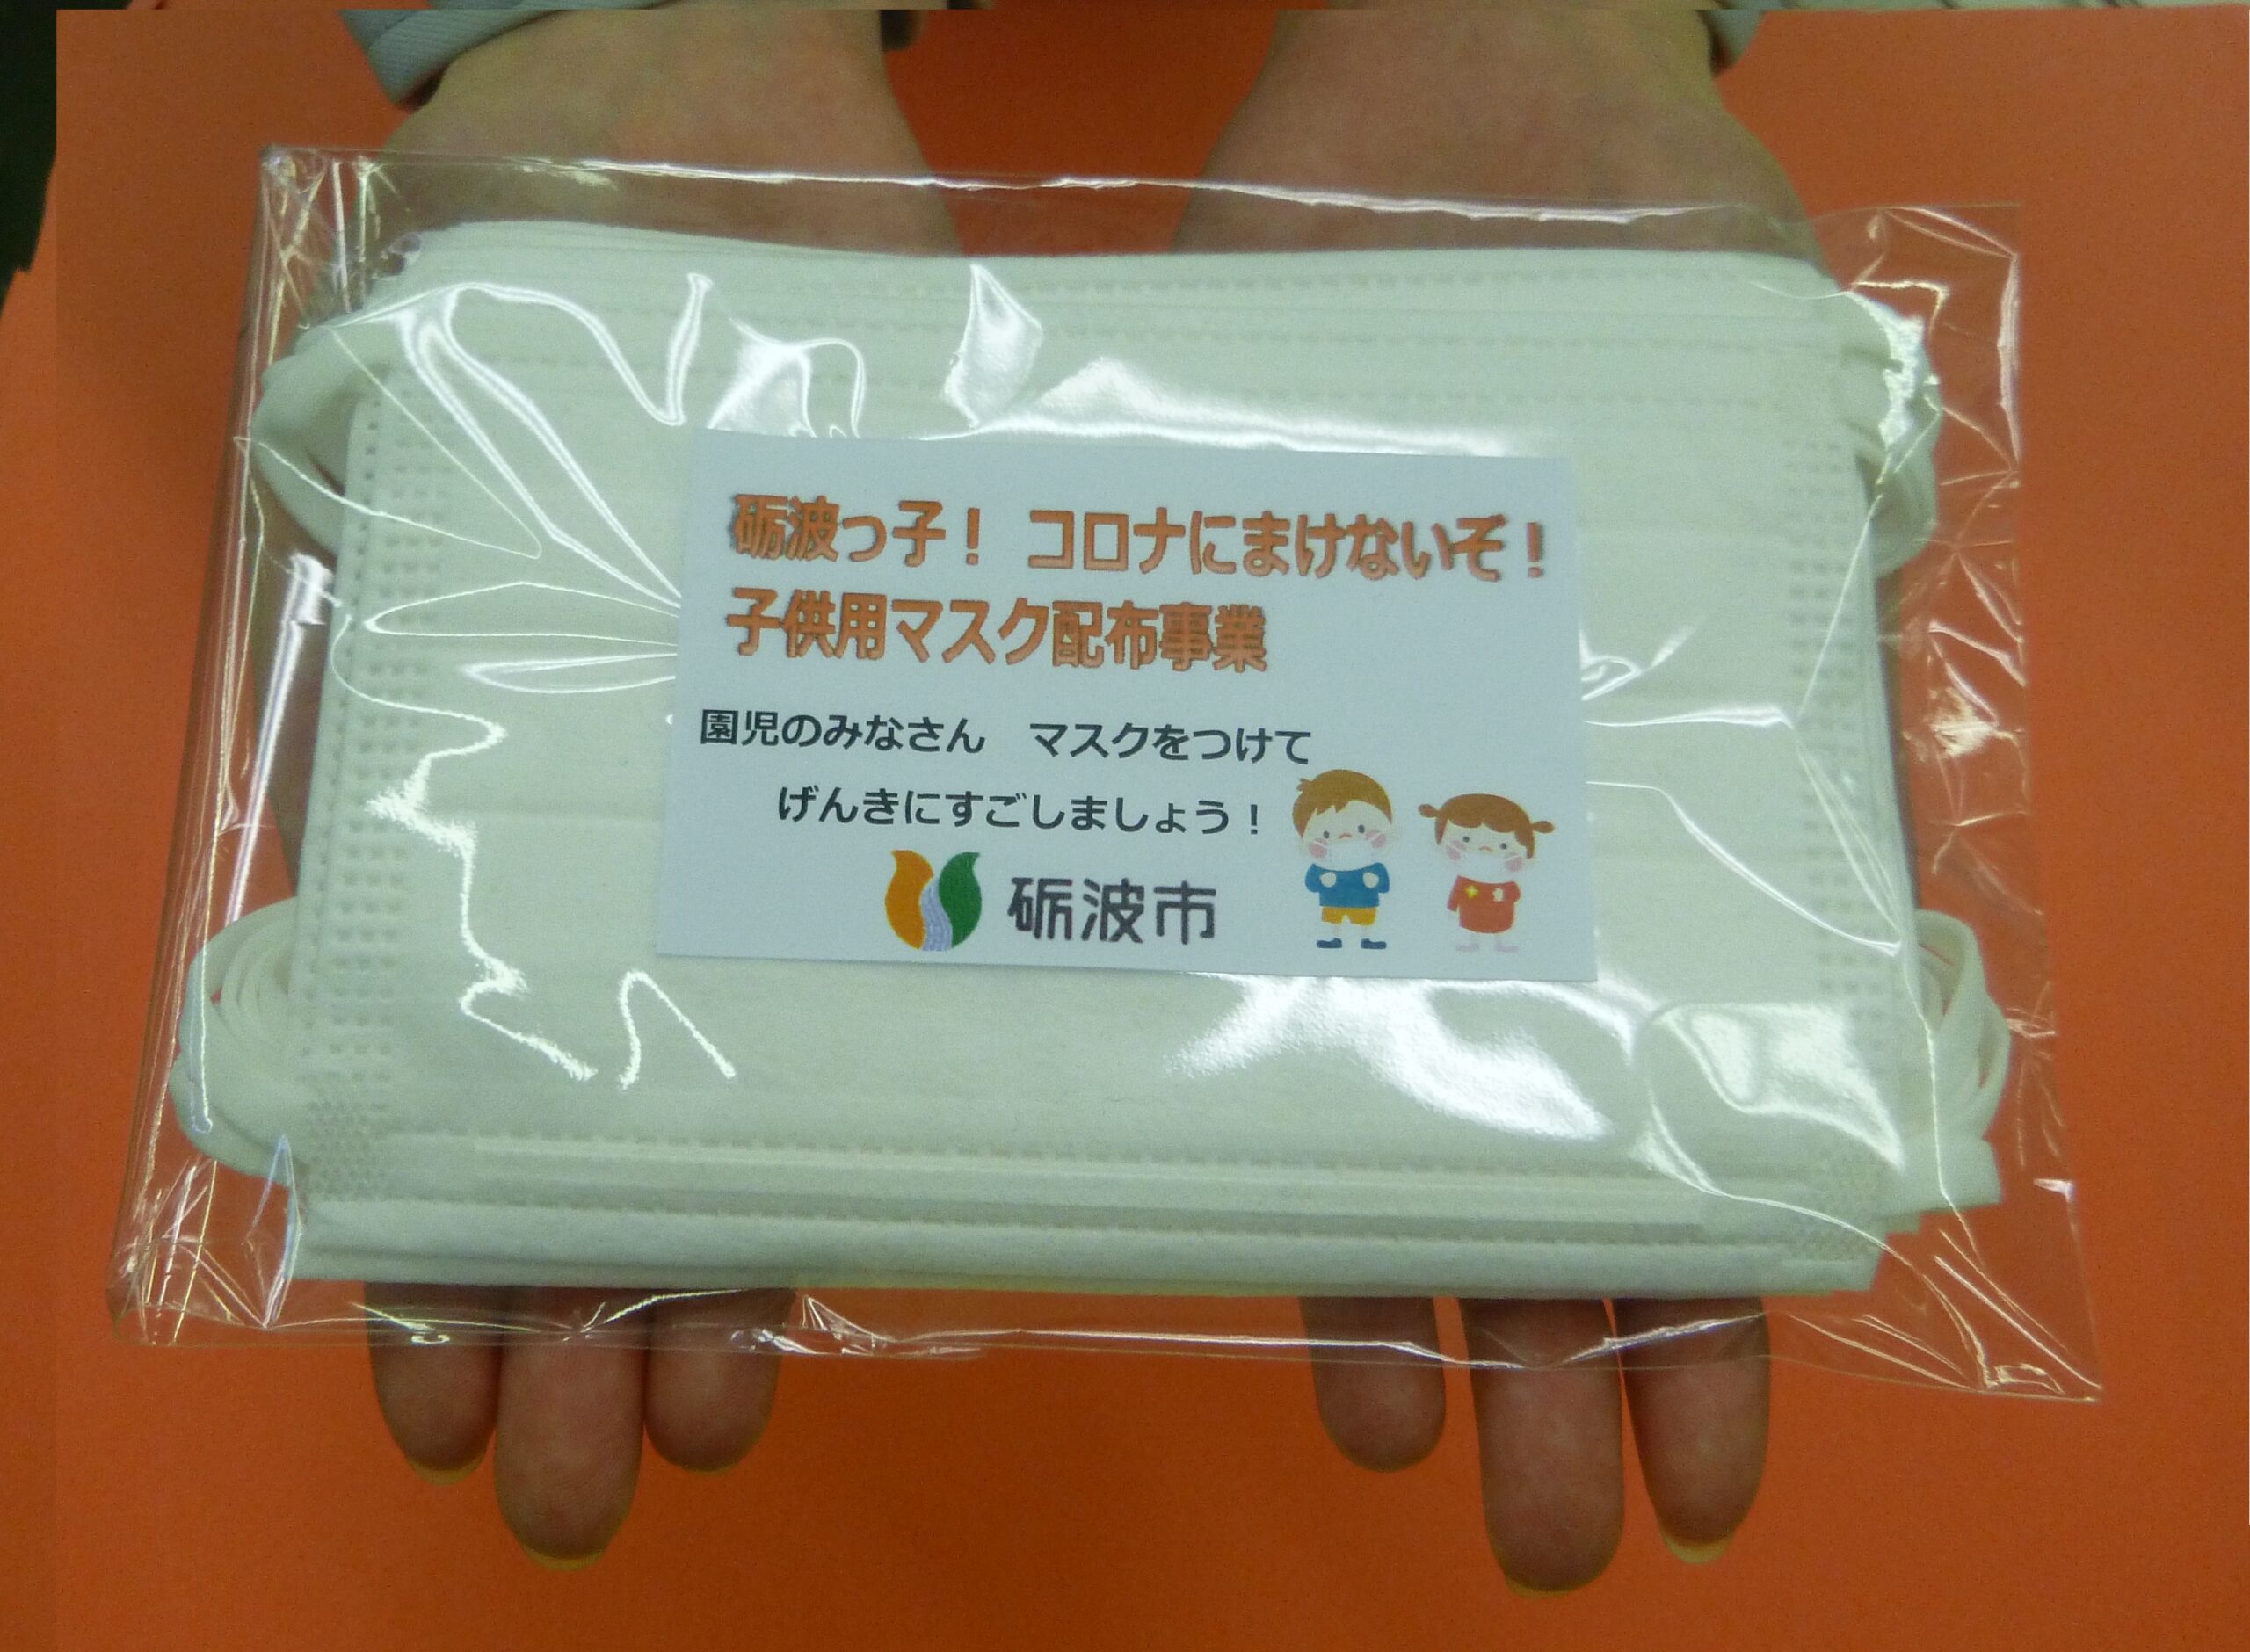 砺波っ子！ コロナにまけないぞ！
子供用マスク配布事業
園児のみなさん　マスクをつけて
げんきにすごしましょう！
砺波市